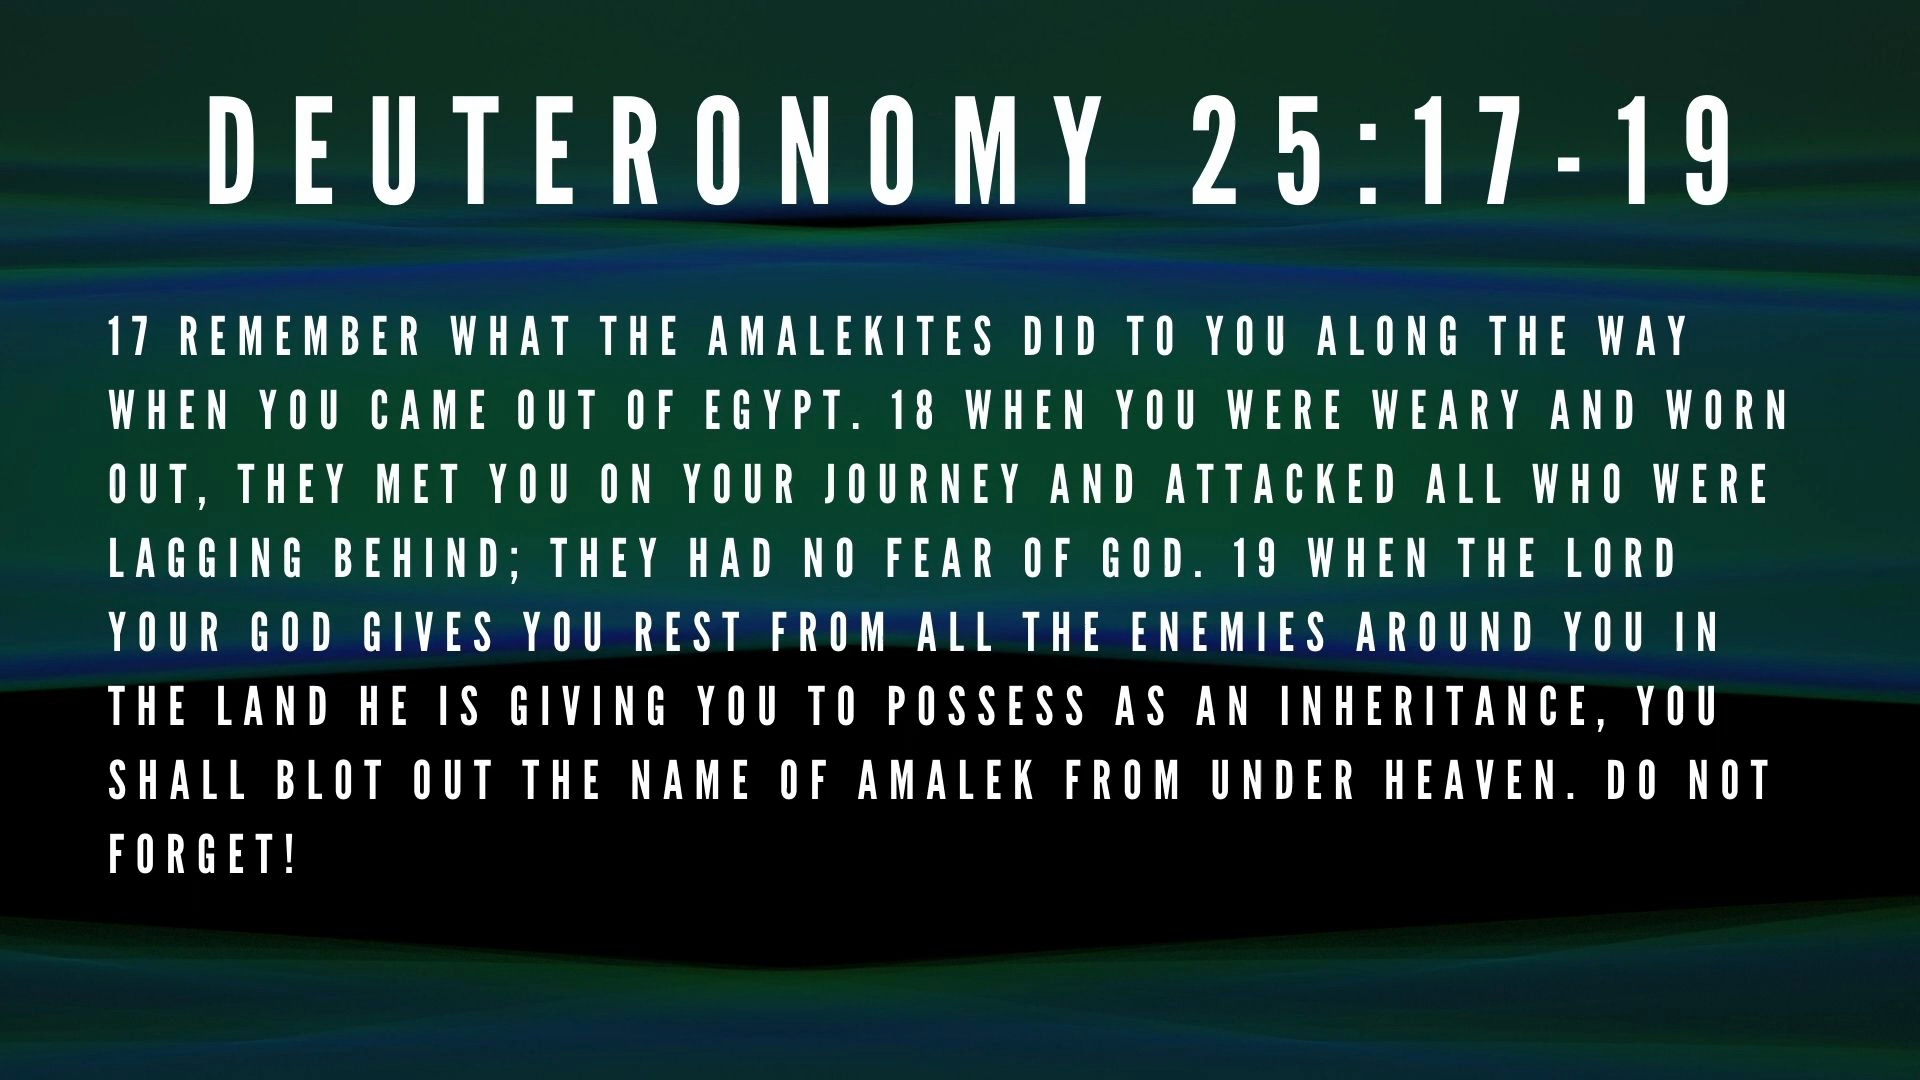 DEUTERONOMY 25:17-19
17 REMEMBER WHAT THE AMALEKITES DID TO YOU ALONG THE WAY
WHEN YOU CAME OUT OF EGYPT. 18 WHEN YOU WERE WEARY AND WORN
OUT, THEY MET YOU ON YOUR JOURNEY AND ATTACKED ALL WHO WERE
LAGGING BEHIND; THEY HAD NO FEAR OF GOD. 19 WHEN THE LORD
YOUR GOD GIVES YOU REST FROM ALL THE ENEMIES AROUND YOU IN
THE LAND HE IS GIVING YOU TO POSSESS AS AN INHERITANCE, YOU
SHALL BLOT OUT THE NAME OF AMALEK FROM UNDER HEAVEN. DO NOT
FORGET!